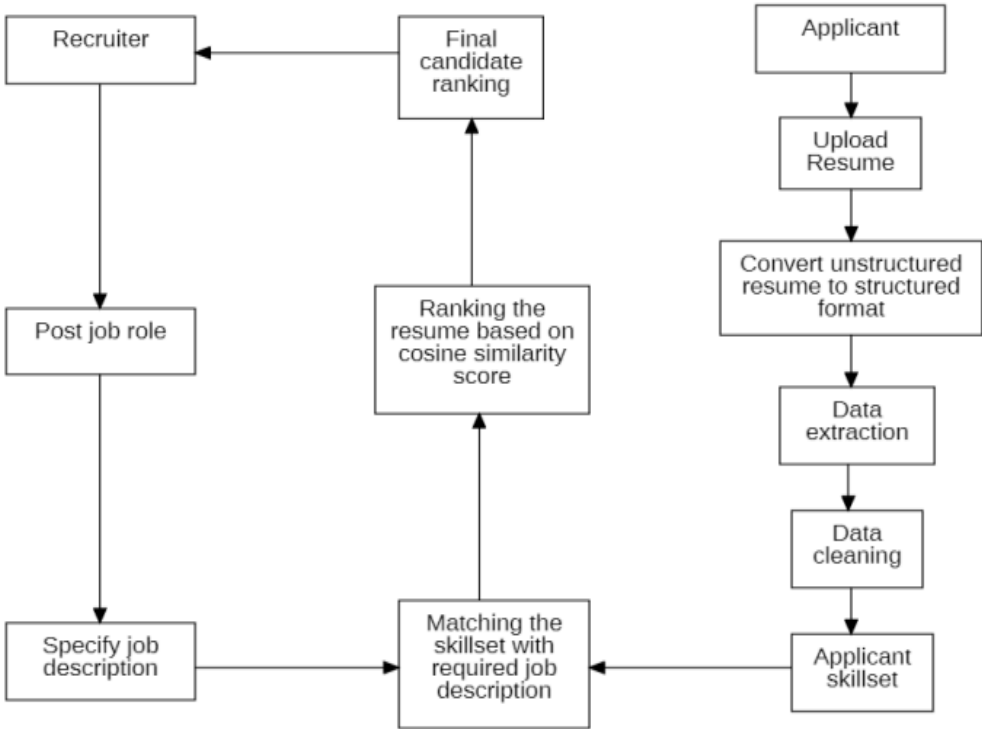 Recruiter
Final
candidate
ranking
Applicant
Upload
Resume
Convert unstructured
resume to structured
format
Post job role
Ranking the
resume based on
cosine similarity
score
Data
extraction
Data
cleaning
Specify job
description
Matching the
skillset with
required job
description
Applicant
skillset